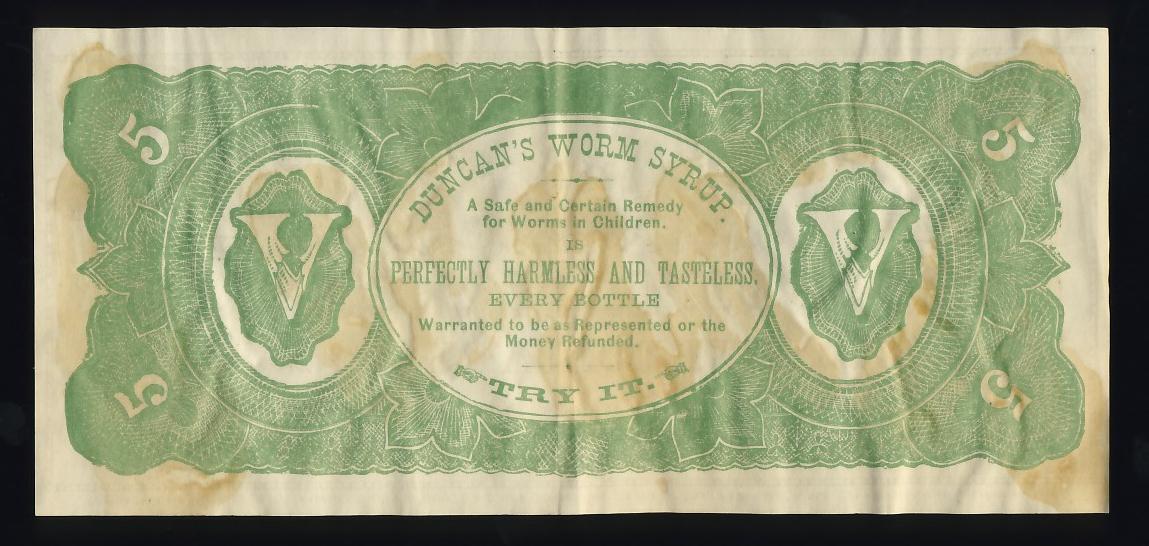 5 5
DUNCAN'S WORM SYRUP.
A Safe and Certain Remedy
for Worms in Children.
IS
V V
PERFECTLY HARMLESS AND TASTELESS.
EVERY BOTTLE
Warranted to be as Represented or the
Money Refunded.
TRY IT.
5 5